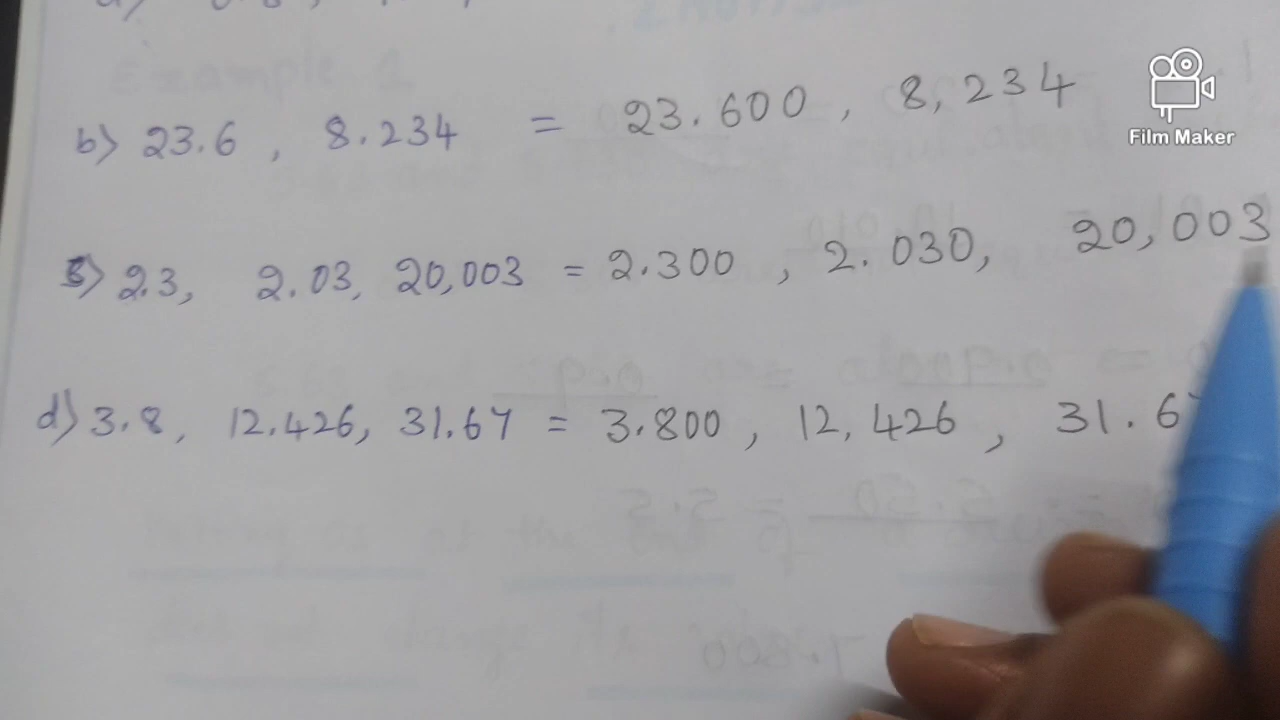 b) 23.6 , 8.234 = 23.600 , 8,234
Film Maker
c) 2.3, 2.03, 20,003 = 2.300 , 2.030, 20,003
d) 3.8, 12.426, 31.67 = 3.800 , 12,426 , 31.67